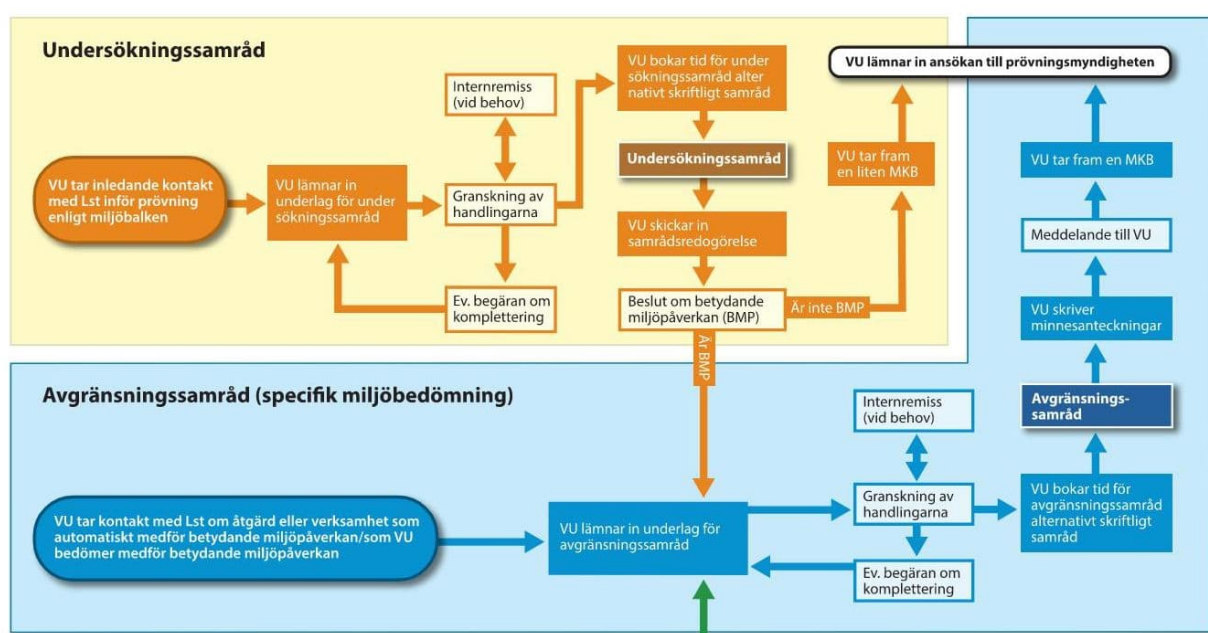 Undersökningssamråd
VU tar inledande kontakt
med Lst inför prövning
enligt miljöbalken
VU lämnar in
underlag för under
sökningssamråd
Internremiss
(vid behov)
Granskning av
handlingarna
Ev. begäran om
komplettering
VU bokar tid för under
sökningssamråd alter
nativt skriftligt samråd
Undersökningssamråd
VU skickar in
samrådsredogörelse
Beslut om betydande
miljöpåverkan (BMP)
Är inte BMP
Är BMP
VU tar fram
en liten MKB
VU lämnar in ansökan till prövningsmyndigheten
VU tar fram en MKB
Meddelande till VU
VU skriver
minnesanteckningar
Avgränsnings-
samråd
VU bokar tid för
avgränsningssamråd
alternativt skriftligt
samråd
Avgränsningssamråd (specifik miljöbedömning)
VU tar kontakt med Lst om åtgärd eller verksamhet som
automatiskt medför betydande miljöpåverkan/som VU
bedömer medför betydande miljöpåverkan
VU lämnar in underlag för
avgränsningssamråd
Internremiss
(vid behov)
Granskning av
handlingarna
Ev. begäran om
komplettering